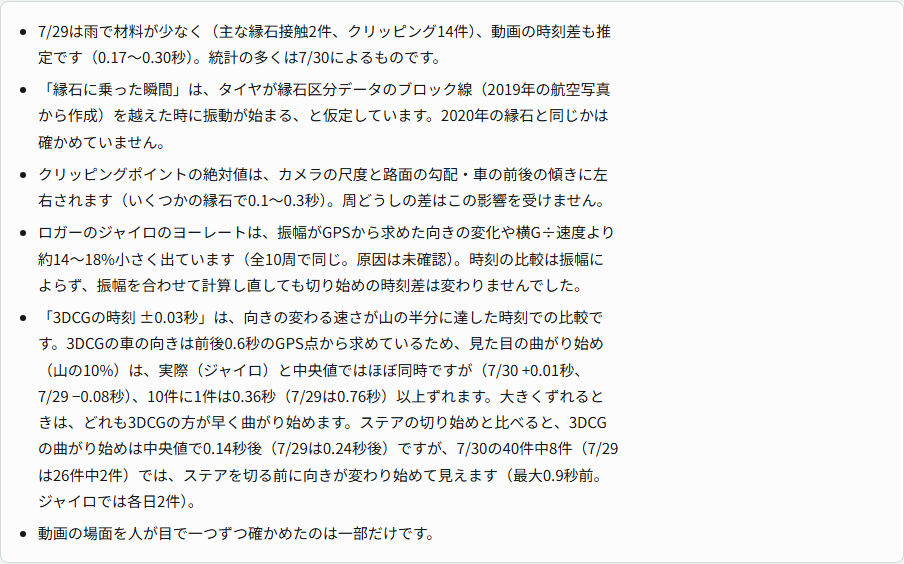 • 7/29は雨で材料が少なく（主な縁石接触2件、クリッピング14件）、動画の時刻差も推
定です（0.17〜0.30秒）。統計の多くは7/30によるものです。
• 「縁石に乗った瞬間」は、タイヤが縁石区分データのブロック線（2019年の航空写真
から作成）を越えた時に振動が始まる、と仮定しています。2020年の縁石と同じかは
確かめていません。
• クリッピングポイントの絶対値は、カメラの尺度と路面の勾配・車の前後の傾きに左
右されます（いくつかの縁石で0.1〜0.3秒）。周どうしの差はこの影響を受けません。
• ロガーのジャイロのヨーレートは、振幅がGPSから求めた向きの変化や横G÷速度より
約14〜18%小さく出ています（全10周で同じ。原因は未確認）。時刻の比較は振幅に
よらず、振幅を合わせて計算し直しても切り始めの時刻差は変わりませんでした。
• 「3DCGの時刻 ±0.03秒」は、向きの変わる速さが山の半分に達した時刻での比較で
す。3DCGの車の向きは前後0.6秒のGPS点から求めているため、見た目の曲がり始め
（山の10%）は、実際（ジャイロ）と中央値ではほぼ同時ですが（7/30 +0.01秒、
7/29 −0.08秒）、10件に1件は0.36秒（7/29は0.76秒）以上ずれます。大きくずれると
きは、どれも3DCGの方が早く曲がり始めます。ステアの切り始めと比べると、3DCG
の曲がり始めは中央値で0.14秒後（7/29は0.24秒後）ですが、7/30の40件中8件（7/29
は26件中2件）では、ステアを切る前に向きが変わり始めて見えます（最大0.9秒前。
ジャイロでは各日2件）。
• 動画の場面を人が目で一つずつ確かめたのは一部だけです。